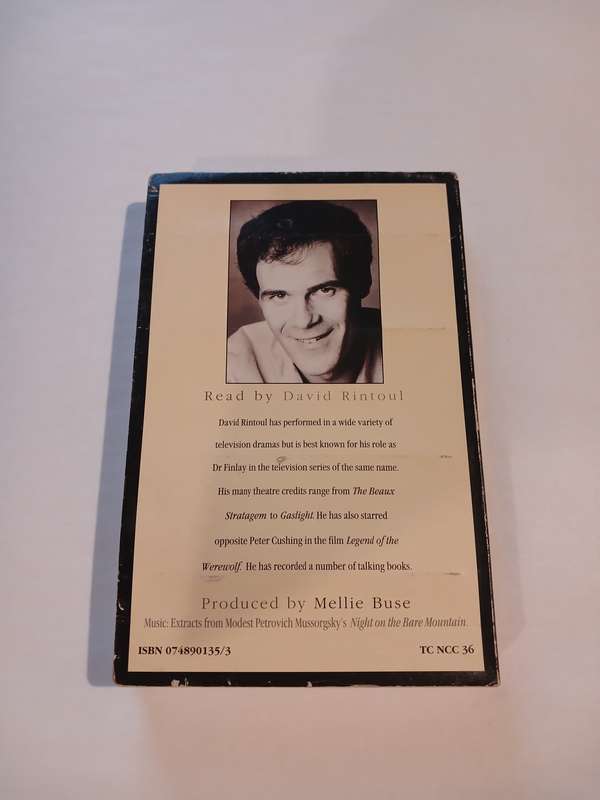 Read by David Rintoul
David Rintoul has performed in a wide variety of
television dramas but is best known for his role as
Dr Finlay in the television series of the same name.
His many theatre credits range from The Beaux
Stratagem to Gaslight. He has also starred
opposite Peter Cushing in the film Legend of the
Werewolf. He has recorded a number of talking books.
Produced by Mellie Buse
Music: Extracts from Modest Petrovich Mussorgsky's Night on the Bare Mountain.
ISBN 074890135/3 TC NCC 36